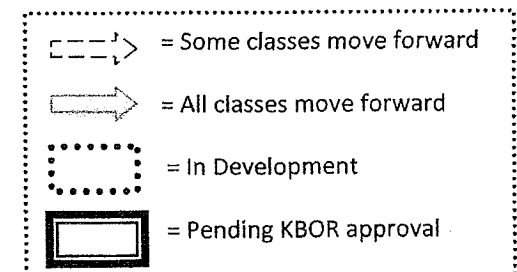 = Some classes move forward
= All classes move forward
= In Development
= Pending KBOR approval